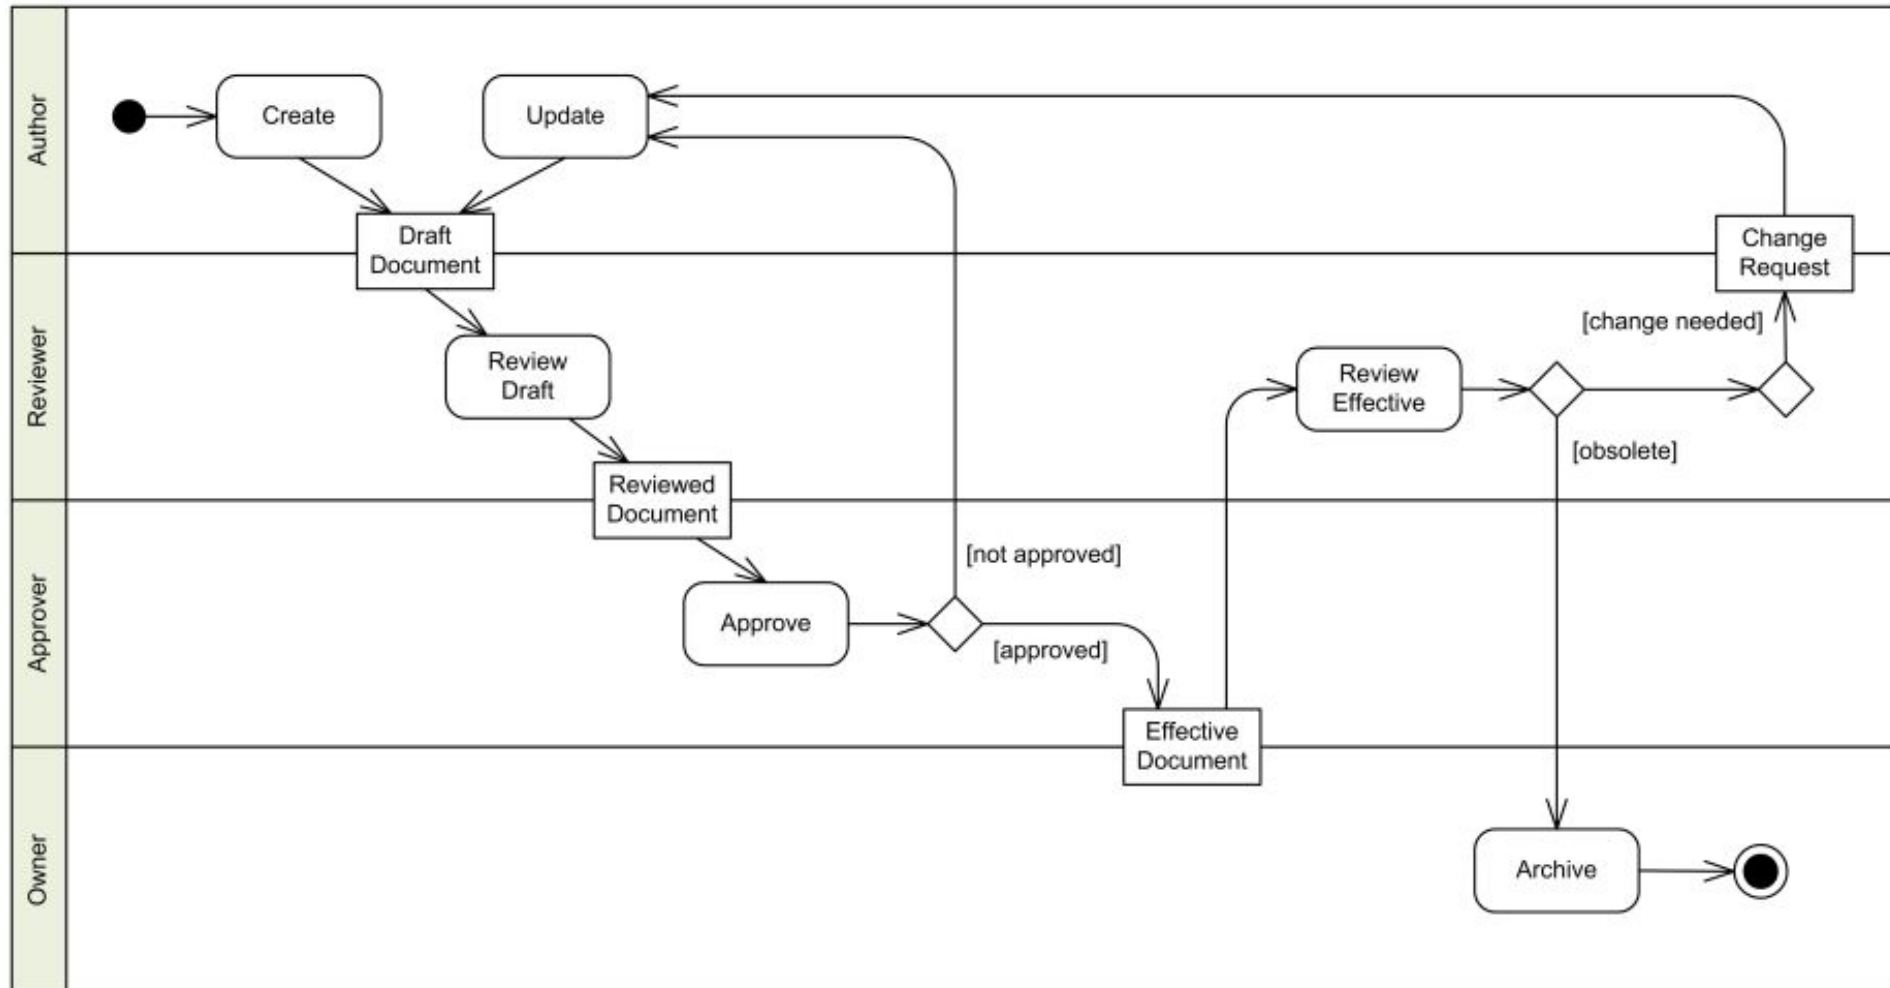 Author
Create
Update
Draft
Document
Change
Request
Reviewer
[change needed]
Review
Draft
Review
Effective
[obsolete]
Reviewed
Document
Approver
[not approved]
Approve
[approved]
Effective
Document
Owner
Archive